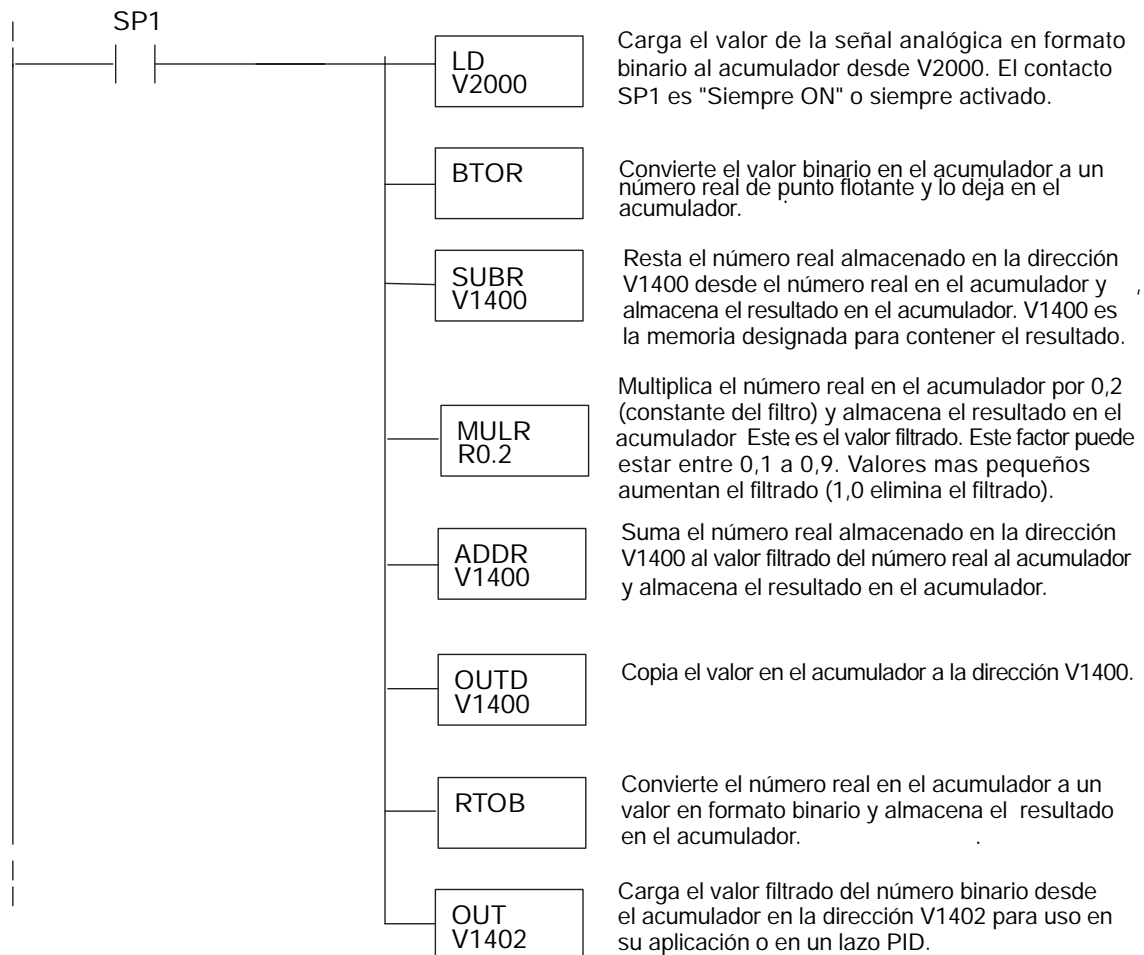 SP1
LD
V2000
Carga el valor de la señal analógica en formato
binario al acumulador desde V2000. El contacto
SP1 es "Siempre ON" o siempre activado.
BTOR
Convierte el valor binario en el acumulador a un
número real de punto flotante y lo deja en el
acumulador.
SUBR
V1400
Resta el número real almacenado en la dirección
V1400 desde el número real en el acumulador y ,
almacena el resultado en el acumulador. V1400 es
la memoria designada para contener el resultado.
MULR
R0.2
Multiplica el número real en el acumulador por 0,2
(constante del filtro) y almacena el resultado en el
acumulador Este. es el valor filtrado. Este factor puede
estar entre 0,1 a 0,9. Valores mas pequeños
aumentan el filtrado (1,0 elimina el filtrado).
ADDR
V1400
Suma el número real almacenado en la dirección
V1400 al valor filtrado del número real al acumulador
y almacena el resultado en el acumulador.
OUTD
V1400
Copia el valor en el acumulador a la dirección V1400.
RTOB
Convierte el número real en el acumulador a un
valor en formato binario y almacena el resultado
en el acumulador. .
OUT
V1402
Carga el valor filtrado del número binario desde
el acumulador en la dirección V1402 para uso en
su aplicación o en un lazo PID.